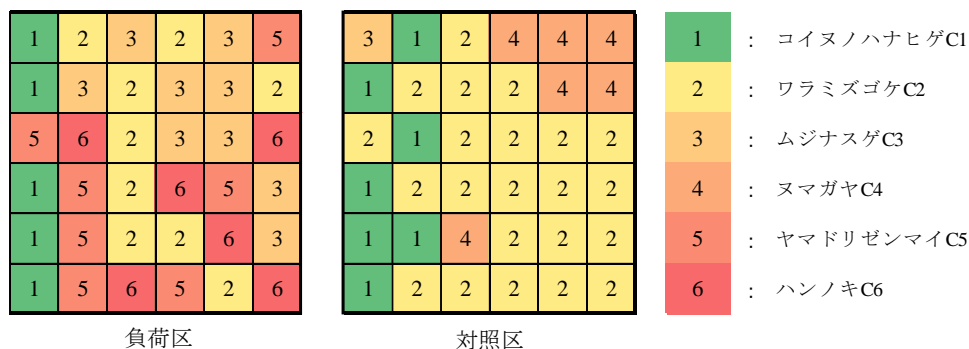 1 2 3 2 3 5
1 3 2 3 3 2
5 6 2 3 3 6
1 5 2 6 5 3
1 5 2 2 6 3
1 5 6 5 2 6
負荷区
3 1 2 4 4 4
1 2 2 2 4 4
2 1 2 2 2 2
1 2 2 2 2 2
1 1 4 2 2 2
1 2 2 2 2 2
対照区
1 : コイヌノハナヒゲC1
2 : ワラミズゴケC2
3 : ムジナスゲC3
4 : ヌマガヤC4
5 : ヤマドリゼンマイC5
6 : ハンノキC6